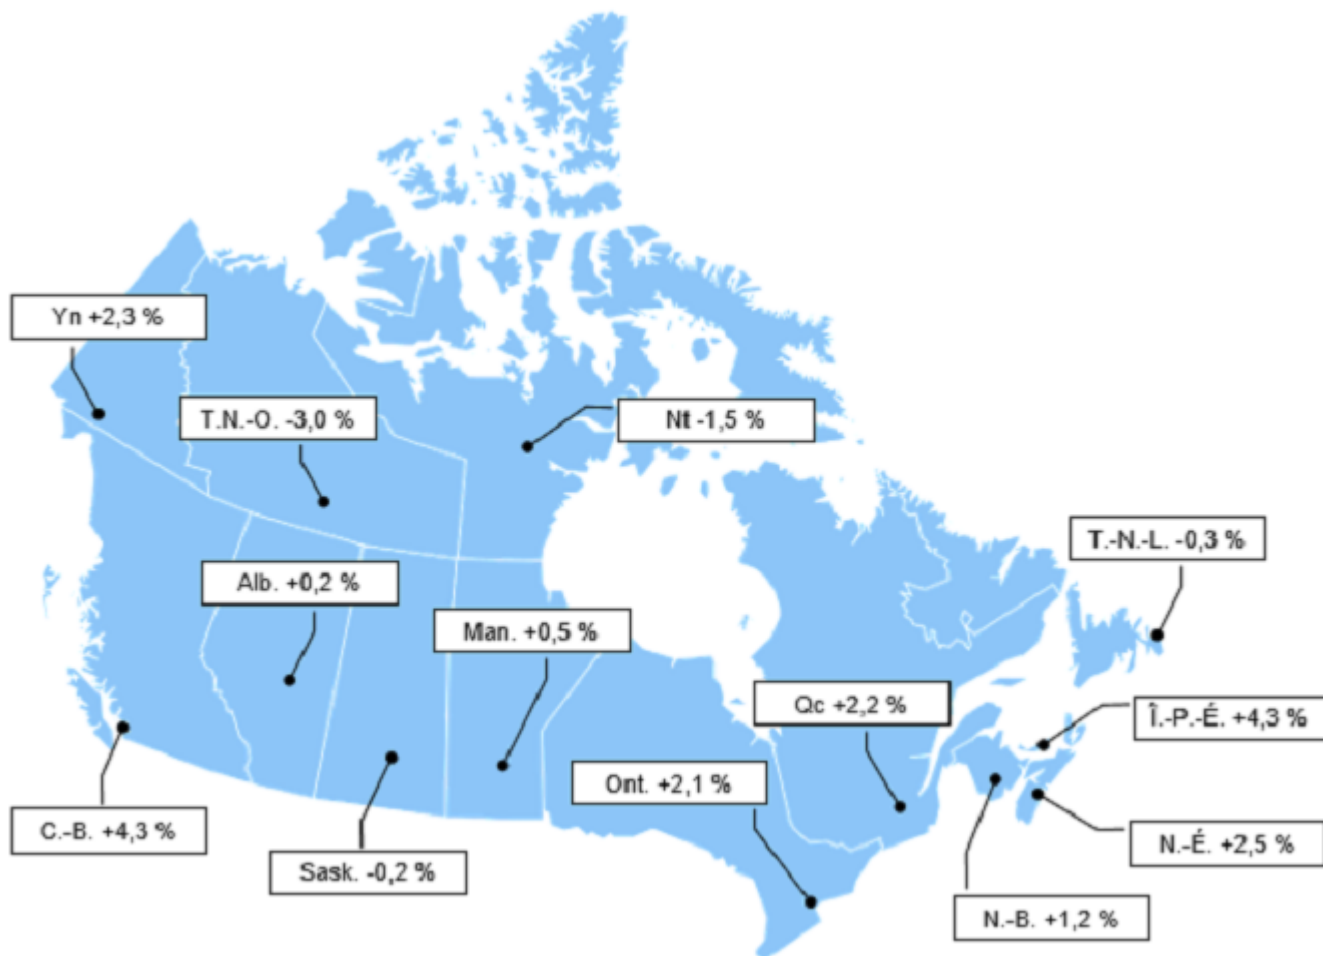 Yn +2,3 %
T.N.-O. -3,0 %
Nt -1,5 %
T.-N.-L. -0,3 %
Alb. +0,2 %
Man. +0,5 %
Qc +2,2 %
Î.-P.-É. +4,3 %
Ont. +2,1 %
C.-B. +4,3 %
N.-É. +2,5 %
Sask. -0,2 %
N.-B. +1,2 %